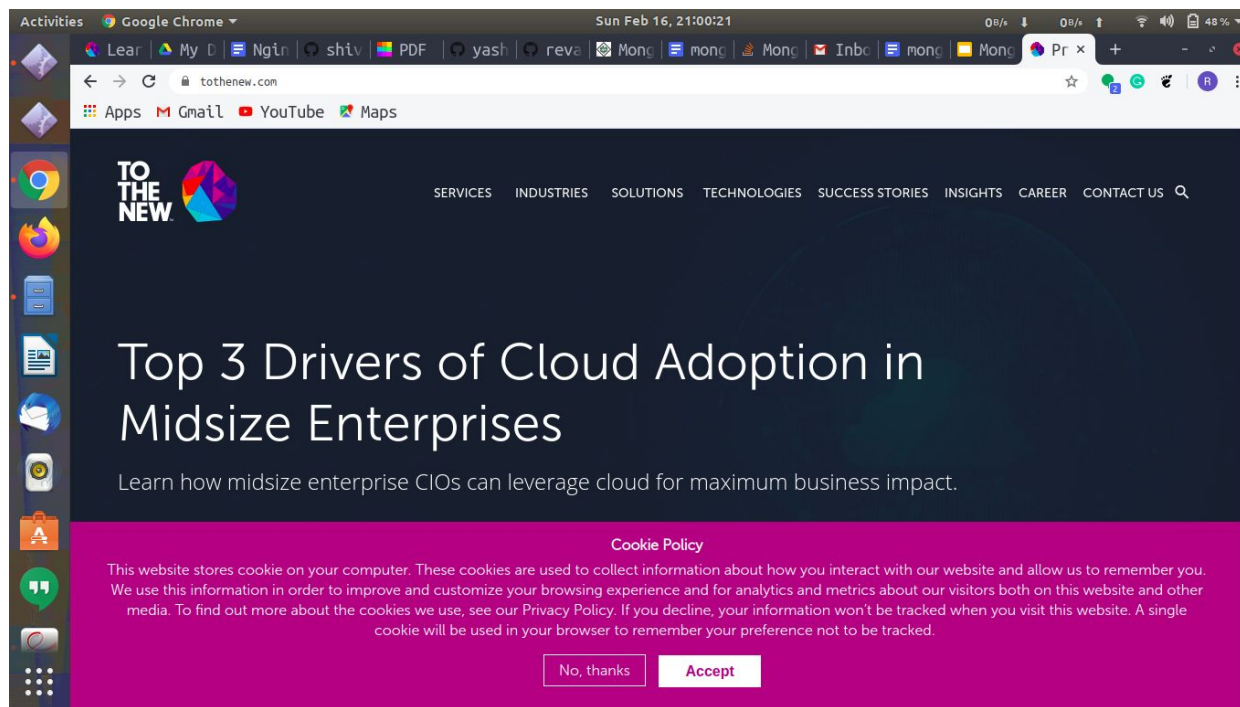 Activities Google Chrome Sun Feb 16, 21:00:21 0B/s 0B/s 48 %
Lear My D Ngin shiv PDF yash reva Mong mong Mong Inbo mong Mong Pr
tothenew.com 2 R
Apps Gmail YouTube Maps
TO
THE
NEW
SERVICES INDUSTRIES SOLUTIONS TECHNOLOGIES SUCCESS STORIES INSIGHTS CAREER CONTACT US
Top 3 Drivers of Cloud Adoption in
Midsize Enterprises
Learn how midsize enterprise CIOs can leverage cloud for maximum business impact.
Cookie Policy
This website stores cookie on your computer. These cookies are used to collect information about how you interact with our website and allow us to remember you.
We use this information in order to improve and customize your browsing experience and for analytics and metrics about our visitors both on this website and other
media. To find out more about the cookies we use, see our Privacy Policy. If you decline, your information won't be tracked when you visit this website. A single
cookie will be used in your browser to remember your preference not to be tracked.
No, thanks Accept